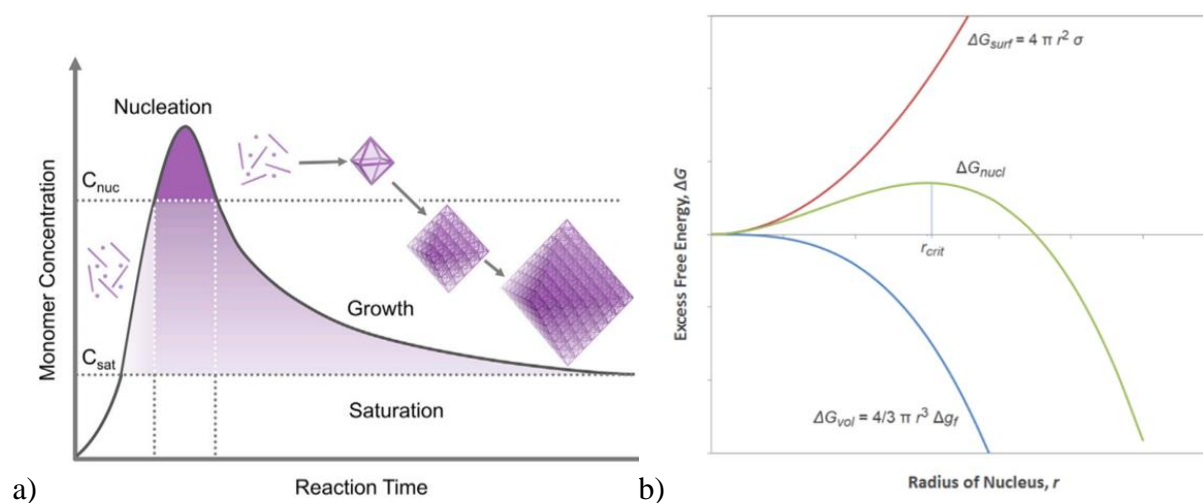 Nucleation
C_nuc
C_sat
Growth
Saturation
Monomer Concentration
Reaction Time
a)
ΔG_surf = 4 π r² σ
ΔG_nucl
r_crit
ΔG_vol = 4/3 π r³ Δg_f
Excess Free Energy, ΔG
Radius of Nucleus, r
b)